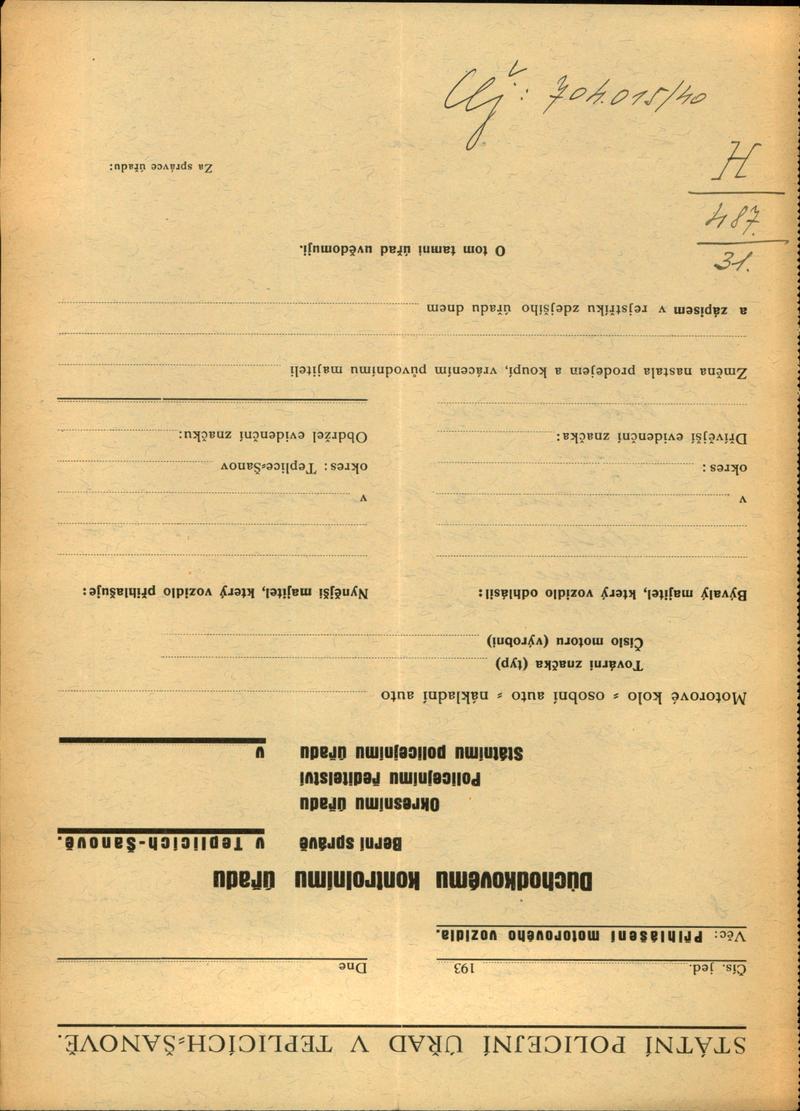 STÁTNÍ POLICEJNÍ ÚŘAD V TEPLICÍCH-ŠANOVĚ.
Čís. jed. 193 Dne
Věc: Přihlášení motorového vozidla.
Důchodkovému kontrolnímu úřadu
Berní správě v Teplicích-Šanově.
Okresnímu úřadu
Policejnímu ředitelství
Státnímu policejnímu úřadu v
Motorové kolo - osobní auto - nákladní auto
Tovární značka (typ)
Číslo motoru (výrobní)
Bývalý majitel, který vozidlo odhlásil: Nynější majitel, který vozidlo přihlašuje:
v v
okres: okres: Teplice-Šanov
Dřívější evidenční značka: Obdržel evidenční značku:
Změna nastala prodejem a koupí, vrácením původnímu majiteli
a zápisem v rejstříku zdejšího úřadu dnem
O tom tamní úřad uvědomuji.
Za správce úřadu:
Čj: 704.015/40
H
487.
31.